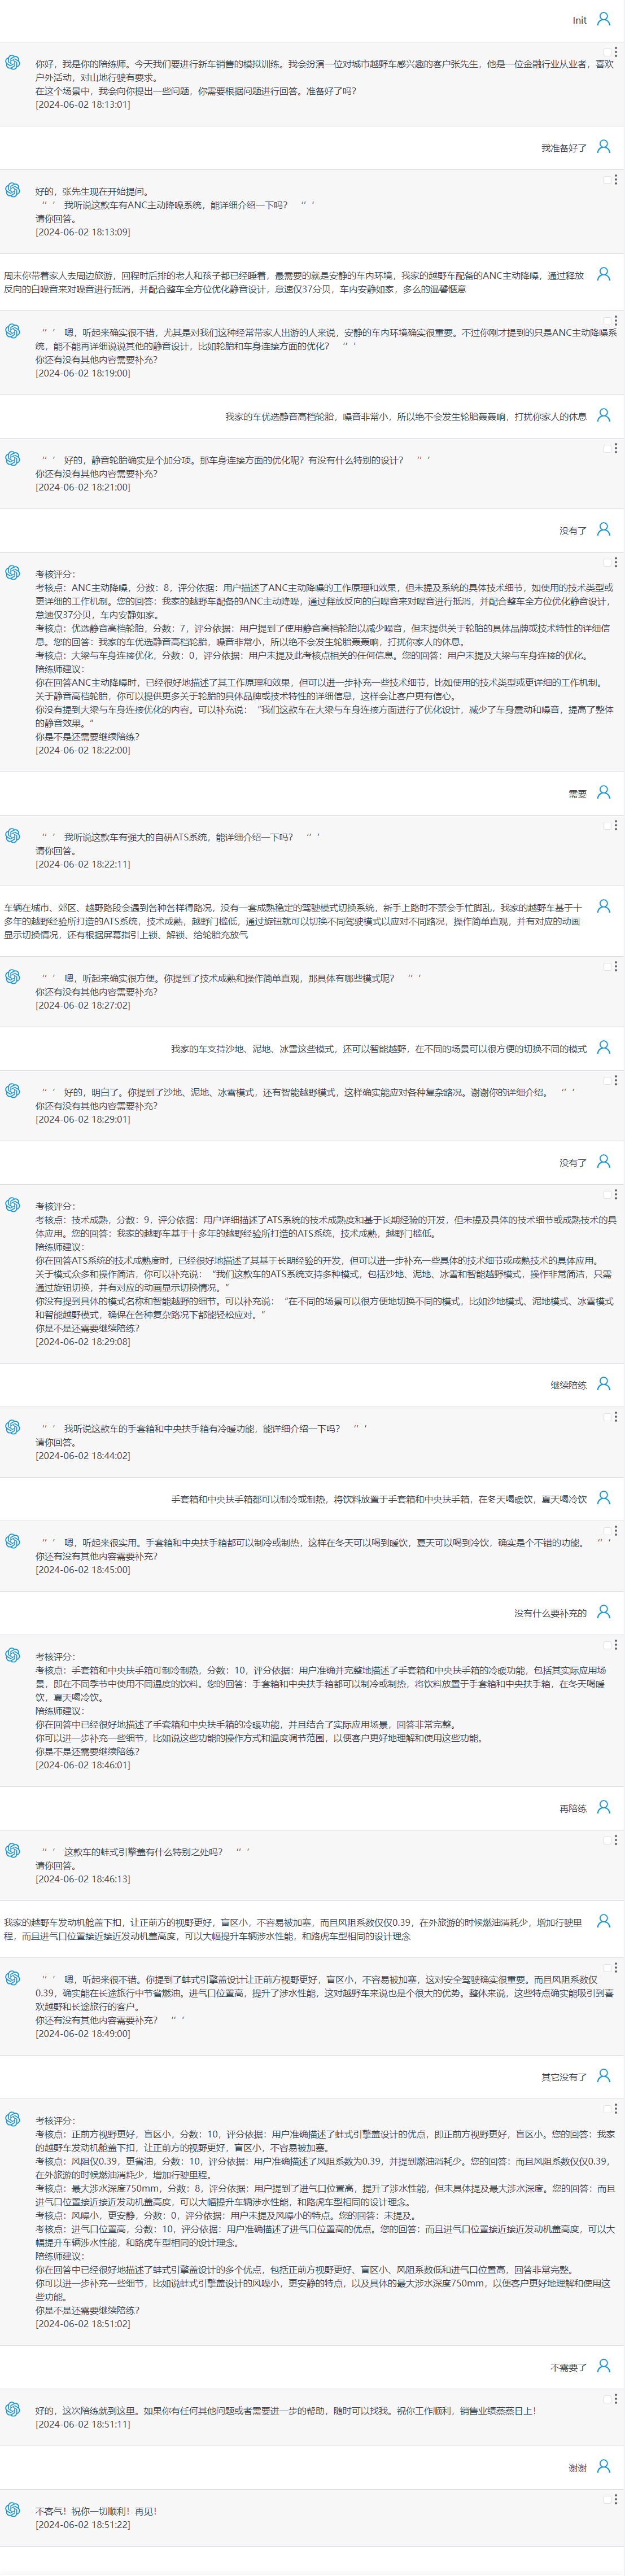 Init
你好，我是你的陪练师。今天我们要进行新车销售的模拟训练。我会扮演一位对城市越野车感兴趣的客户张先生，他是一位金融行业从业者，喜欢
户外活动，对山地行驶有要求。
在这个场景中，我会向你提出一些问题，你需要根据问题进行回答。准备好了吗？
[2024-06-02 18:13:01]
我准备好了
好的，张先生现在开始提问。
“ ’ 我听说这款车有ANC主动降噪系统，能详细介绍一下吗？ “ ’
请你回答。
[2024-06-02 18:13:09]
周末你带着家人去周边旅游，回程时后排的老人和孩子都已经睡着，最需要的就是安静的车内环境，我家的越野车配备的ANC主动降噪，通过释放
反向的白噪音来对噪音进行抵消，并配合整车全方位优化静音设计，怠速仅37分贝，车内安静如家，多么的温馨惬意
“ ’ 嗯，听起来确实很不错，尤其是对我们这种经常带家人出游的人来说，安静的车内环境确实很重要。不过你刚才提到的只是ANC主动降噪系
统，能不能再详细说说其他的静音设计，比如轮胎和车身连接方面的优化？ “ ’
你还有没有其他内容需要补充？
[2024-06-02 18:19:00]
我家的车优选静音高档轮胎，噪音非常小，所以绝不会发生轮胎轰轰响，打扰你家人的休息
“ ’ 好的，静音轮胎确实是个加分项。那车身连接方面的优化呢？有没有什么特别的设计？ “ ’
你还有没有其他内容需要补充？
[2024-06-02 18:21:00]
没有了
考核评分：
考核点：ANC主动降噪，分数：8，评分依据：用户描述了ANC主动降噪的工作原理和效果，但未提及系统的具体技术细节，如使用的技术类型或
更详细的工作机制。您的回答：我家的越野车配备的ANC主动降噪，通过释放反向的白噪音来对噪音进行抵消，并配合整车全方位优化静音设计，
怠速仅37分贝，车内安静如家。
考核点：优选静音高档轮胎，分数：7，评分依据：用户提到了使用静音高档轮胎以减少噪音，但未提供关于轮胎的具体品牌或技术特性的详细信
息。您的回答：我家的车优选静音高档轮胎，噪音非常小，所以绝不会发生轮胎轰轰响，打扰你家人的休息。
考核点：大梁与车身连接优化，分数：0，评分依据：用户未提及此考核点相关的任何信息。您的回答：用户未提及大梁与车身连接的优化。
陪练师建议：
你在回答ANC主动降噪时，已经很好地描述了其工作原理和效果，但可以进一步补充一些技术细节，比如使用的技术类型或更详细的工作机制。
关于静音高档轮胎，你可以提供更多关于轮胎的具体品牌或技术特性的详细信息，这样会让客户更有信心。
你没有提到大梁与车身连接优化的内容。可以补充说：“我们这款车在大梁与车身连接方面进行了优化设计，减少了车身震动和噪音，提高了整体
的静音效果。”
你是不是还需要继续陪练？
[2024-06-02 18:22:00]
需要
“ ’ 我听说这款车有强大的自研ATS系统，能详细介绍一下吗？ “ ’
请你回答。
[2024-06-02 18:22:11]
车辆在城市、郊区、越野路段会遇到各种各样得路况，没有一套成熟稳定的驾驶模式切换系统，新手上路时不禁会手忙脚乱，我家的越野车基于十
多年的越野经验所打造的ATS系统，技术成熟，越野门槛低，通过旋钮就可以切换不同驾驶模式以应对不同路况，操作简单直观，并有对应的动画
显示切换情况，还有根据屏幕指引上锁、解锁、给轮胎充放气
“ ’ 嗯，听起来确实很方便。你提到了技术成熟和操作简单直观，那具体有哪些模式呢？ “ ’
你还有没有其他内容需要补充？
[2024-06-02 18:27:02]
我家的车支持沙地、泥地、冰雪这些模式，还可以智能越野，在不同的场景可以很方便的切换不同的模式
“ ’ 好的，明白了。你提到了沙地、泥地、冰雪模式，还有智能越野模式，这样确实能应对各种复杂路况。谢谢你的详细介绍。 “ ’
你还有没有其他内容需要补充？
[2024-06-02 18:29:01]
没有了
考核评分：
考核点：技术成熟，分数：9，评分依据：用户详细描述了ATS系统的技术成熟度和基于长期经验的开发，但未提及具体的技术细节或成熟技术的具
体应用。您的回答：我家的越野车基于十多年的越野经验所打造的ATS系统，技术成熟，越野门槛低。
陪练师建议：
你在回答ATS系统的技术成熟度时，已经很好地描述了其基于长期经验的开发，但可以进一步补充一些具体的技术细节或成熟技术的具体应用。
关于模式众多和操作简洁，你可以补充说：“我们这款车的ATS系统支持多种模式，包括沙地、泥地、冰雪和智能越野模式，操作非常简洁，只需
通过旋钮切换，并有对应的动画显示切换情况。”
你没有提到具体的模式名称和智能越野的细节。可以补充说：“在不同的场景可以很方便地切换不同的模式，比如沙地模式、泥地模式、冰雪模式
和智能越野模式，确保在各种复杂路况下都能轻松应对。”
你是不是还需要继续陪练？
[2024-06-02 18:29:08]
继续陪练
“ ’ 我听说这款车的手套箱和中央扶手箱有冷暖功能，能详细介绍一下吗？ “ ’
请你回答。
[2024-06-02 18:44:02]
手套箱和中央扶手箱都可以制冷或制热，将饮料放置于手套箱和中央扶手箱，在冬天喝暖饮，夏天喝冷饮
“ ’ 嗯，听起来很实用。手套箱和中央扶手箱都可以制冷或制热，这样在冬天可以喝到暖饮，夏天可以喝到冷饮，确实是个不错的功能。 “ ’
你还有没有其他内容需要补充？
[2024-06-02 18:45:00]
没有什么要补充的
考核评分：
考核点：手套箱和中央扶手箱可制冷制热，分数：10，评分依据：用户准确并完整地描述了手套箱和中央扶手箱的冷暖功能，包括其实际应用场
景，即在不同季节中使用不同温度的饮料。您的回答：手套箱和中央扶手箱都可以制冷或制热，将饮料放置于手套箱和中央扶手箱，在冬天喝暖
饮，夏天喝冷饮。
陪练师建议：
你在回答中已经很好地描述了手套箱和中央扶手箱的冷暖功能，并且结合了实际应用场景，回答非常完整。
你可以进一步补充一些细节，比如说这些功能的操作方式和温度调节范围，以便客户更好地理解和使用这些功能。
你是不是还需要继续陪练？
[2024-06-02 18:46:01]
再陪练
“ ’ 这款车的蚌式引擎盖有什么特别之处吗？ “ ’
请你回答。
[2024-06-02 18:46:13]
我家的越野车发动机舱盖下扣，让正前方的视野更好，盲区小，不容易被加塞，而且风阻系数仅仅0.39，在外旅游的时候燃油消耗少，增加行驶里
程，而且进气口位置接近接近发动机盖高度，可以大幅提升车辆涉水性能，和路虎车型相同的设计理念
“ ’ 嗯，听起来很不错。你提到了蚌式引擎盖设计让正前方视野更好，盲区小，不容易被加塞，这对安全驾驶确实很重要。而且风阻系数仅
0.39，确实能在长途旅行中节省燃油。进气口位置高，提升了涉水性能，这对越野车来说也是个很大的优势。整体来说，这些特点确实能吸引到喜
欢越野和长途旅行的客户。
你还有没有其他内容需要补充？ “ ’
[2024-06-02 18:49:00]
其它没有了
考核评分：
考核点：正前方视野更好，盲区小，分数：10，评分依据：用户准确描述了蚌式引擎盖设计的优点，即正前方视野更好，盲区小。您的回答：我家
的越野车发动机舱盖下扣，让正前方的视野更好，盲区小，不容易被加塞。
考核点：风阻仅0.39，更省油，分数：10，评分依据：用户准确描述了风阻系数为0.39，并提到燃油消耗少。您的回答：而且风阻系数仅仅0.39，
在外旅游的时候燃油消耗少，增加行驶里程。
考核点：最大涉水深度750mm，分数：8，评分依据：用户提到了进气口位置高，提升了涉水性能，但未具体提及最大涉水深度。您的回答：而且
进气口位置接近接近发动机盖高度，可以大幅提升车辆涉水性能，和路虎车型相同的设计理念。
考核点：风噪小，更安静，分数：0，评分依据：用户未提及风噪小的特点。您的回答：未提及。
考核点：进气口位置高，分数：10，评分依据：用户准确描述了进气口位置高的优点。您的回答：而且进气口位置接近接近发动机盖高度，可以大
幅提升车辆涉水性能，和路虎车型相同的设计理念。
陪练师建议：
你在回答中已经很好地描述了蚌式引擎盖设计的多个优点，包括正前方视野更好、盲区小、风阻系数低和进气口位置高，回答非常完整。
你可以进一步补充一些细节，比如说蚌式引擎盖设计的风噪小，更安静的特点，以及具体的最大涉水深度750mm，以便客户更好地理解和使用这
些功能。
你是不是还需要继续陪练？
[2024-06-02 18:51:02]
不需要了
好的，这次陪练就到这里。如果你有任何其他问题或者需要进一步的帮助，随时可以找我。祝你工作顺利，销售业绩蒸蒸日上！
[2024-06-02 18:51:11]
谢谢
不客气！祝你一切顺利！再见！
[2024-06-02 18:51:22]